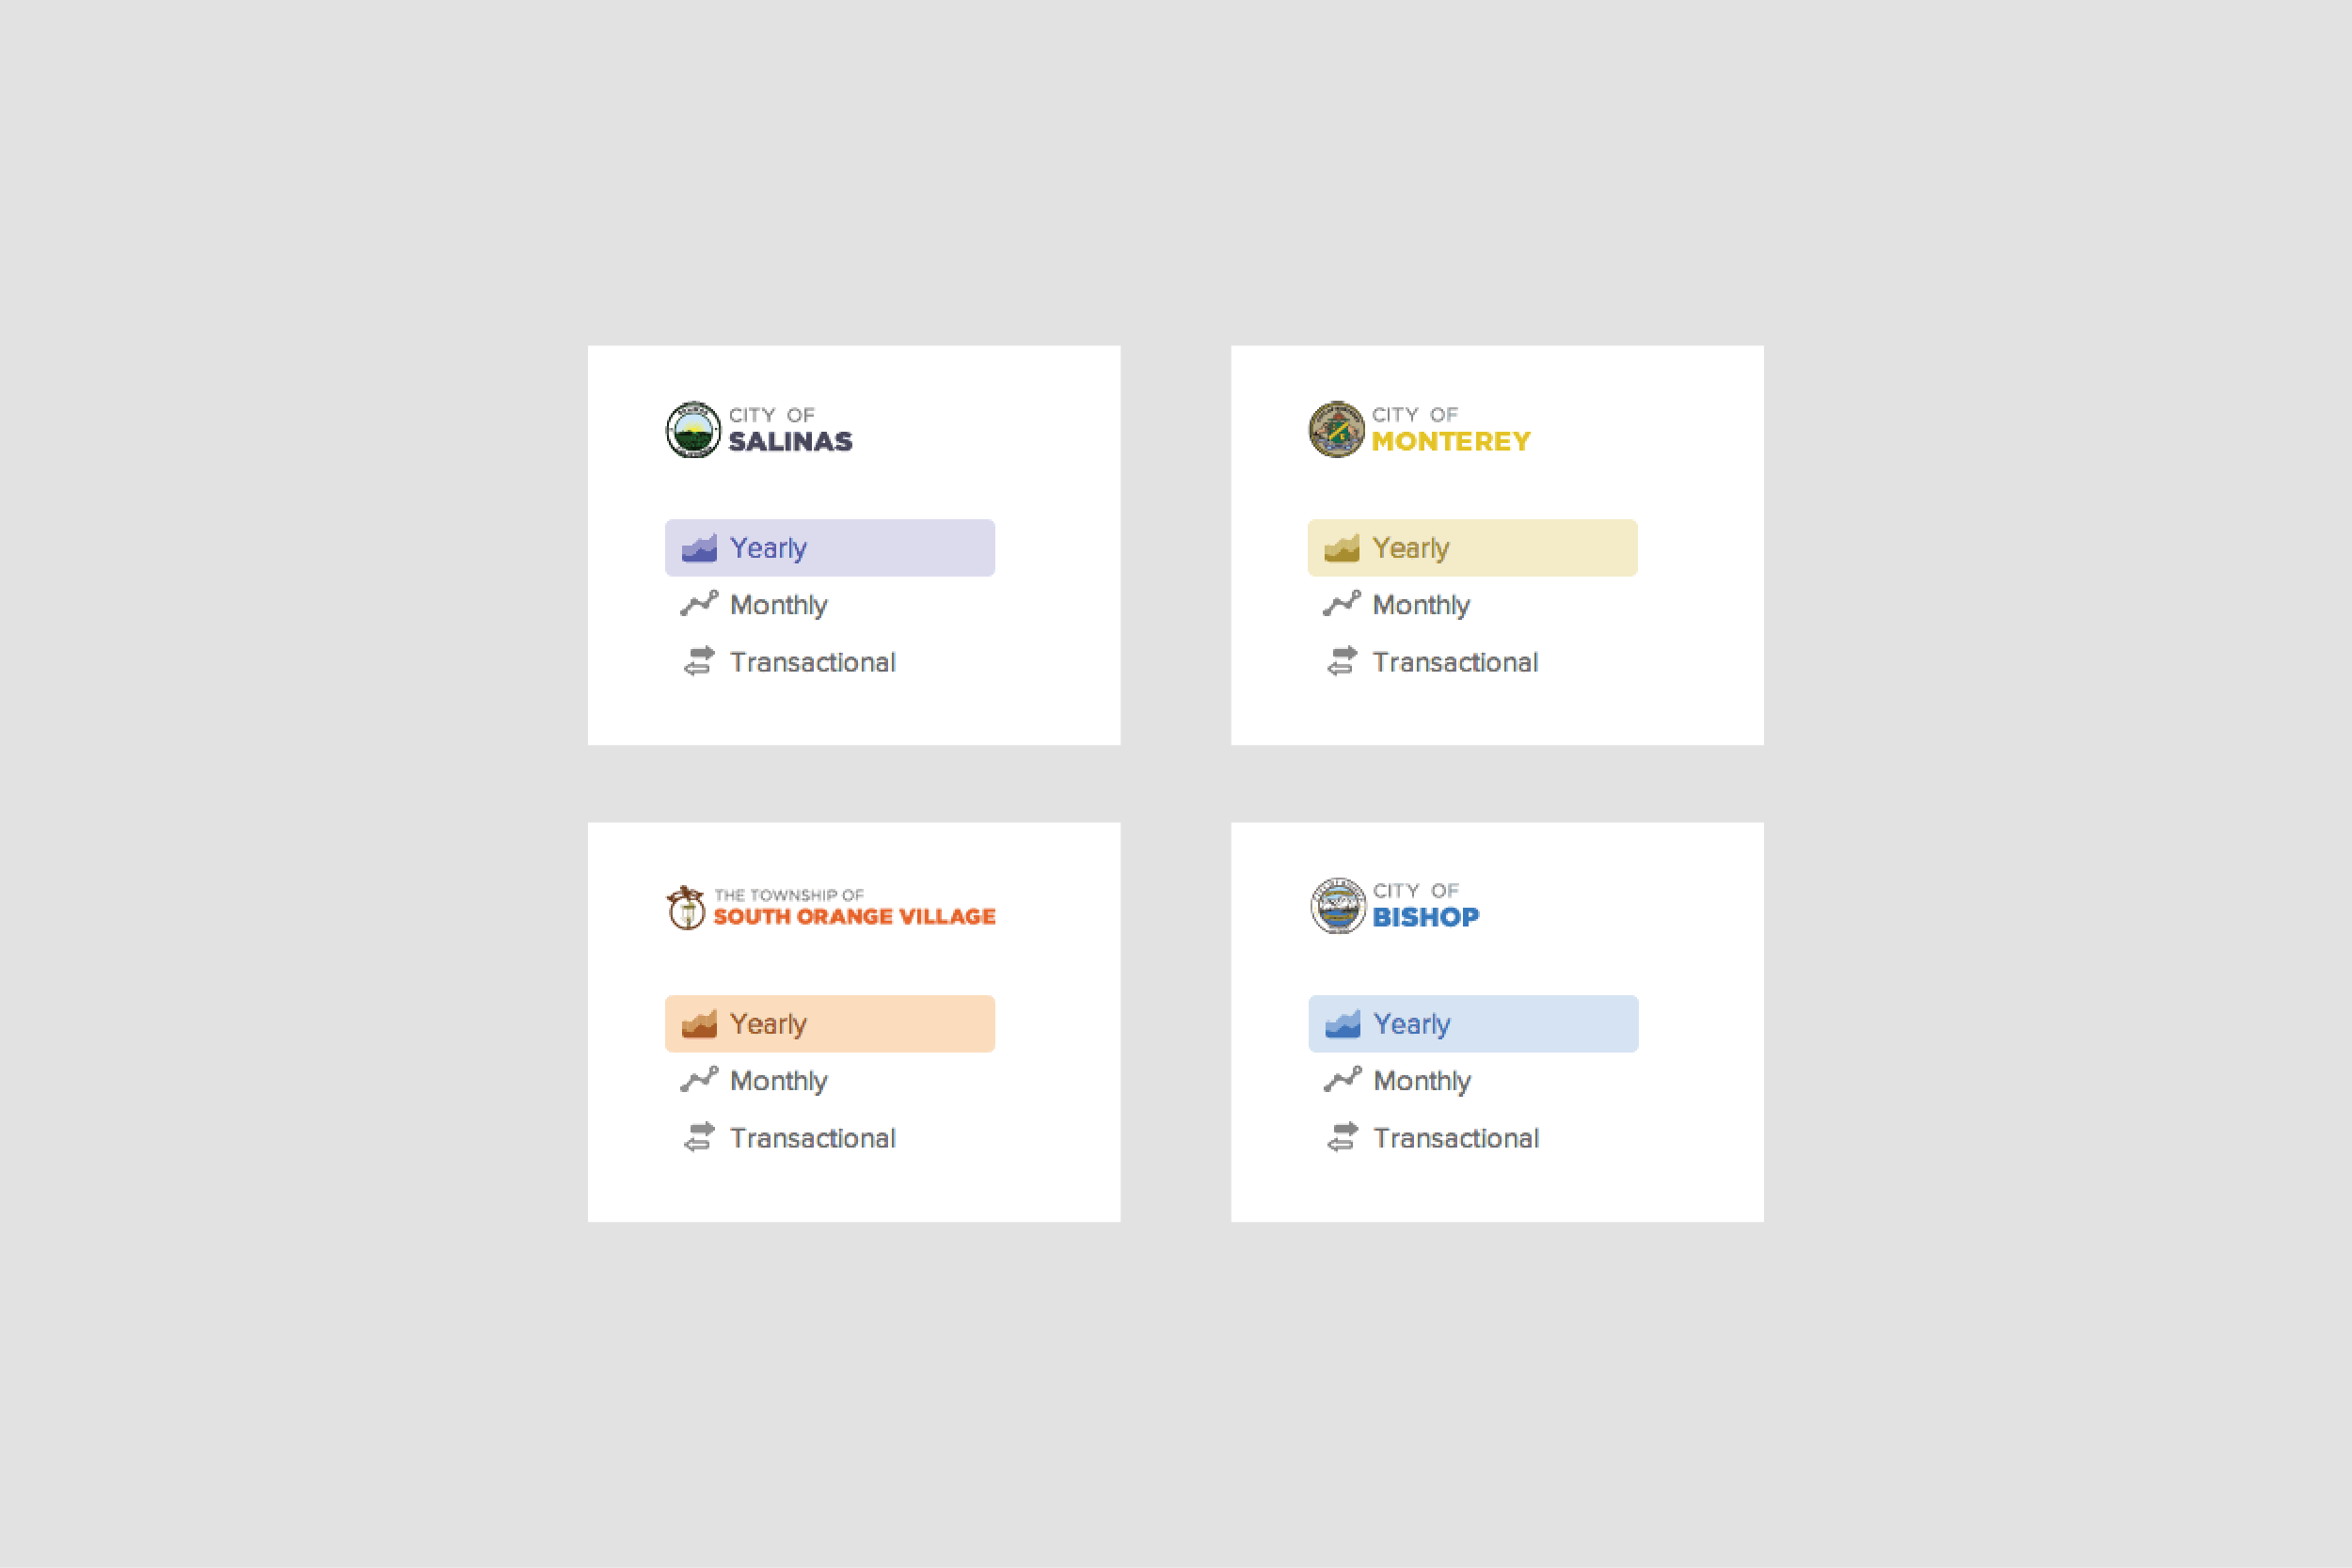 CITY OF
SALINAS
Yearly
Monthly
Transactional
CITY OF
MONTEREY
Yearly
Monthly
Transactional
THE TOWNSHIP OF
SOUTH ORANGE VILLAGE
Yearly
Monthly
Transactional
CITY OF
BISHOP
Yearly
Monthly
Transactional